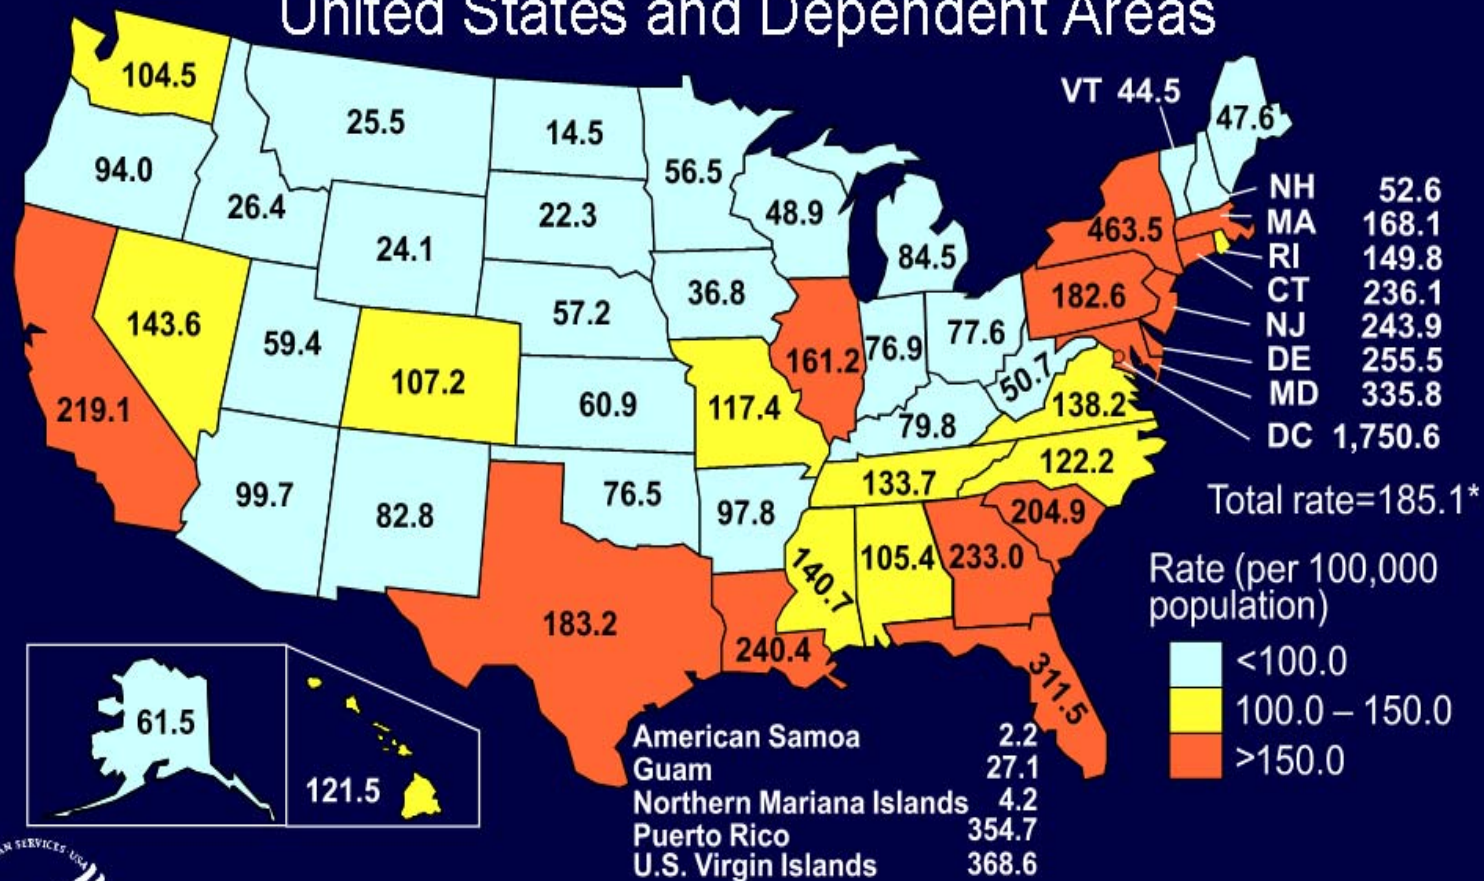 United States and Dependent Areas
104.5
94.0
25.5
26.4
24.1
14.5
22.3
56.5
48.9
84.5
VT 44.5
47.6
NH 52.6
MA 168.1
RI 149.8
CT 236.1
NJ 243.9
DE 255.5
MD 335.8
DC 1,750.6
463.5
182.6
143.6
59.4
219.1
107.2
57.2
36.8
60.9
117.4
161.2
76.9
77.6
50.7
138.2
79.8
133.7
122.2
99.7
82.8
76.5
97.8
204.9
233.0
105.4
140.7
183.2
240.4
311.5
Total rate=185.1*
Rate (per 100,000
population)
<100.0
100.0 – 150.0
>150.0
61.5
121.5
American Samoa 2.2
Guam 27.1
Northern Mariana Islands 4.2
Puerto Rico 354.7
U.S. Virgin Islands 368.6
SERVICES·USA